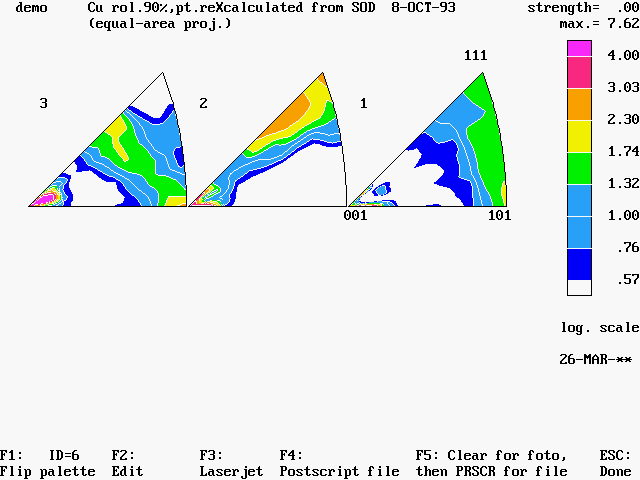 demo Cu rol.90%,pt.reXcalculated from SOD 8-OCT-93 strength= .00
(equal-area proj.) max.= 7.62
111
4.00
3 2 1
3.03
2.30
1.74
1.32
001 101
1.00
.76
.57
log. scale
26-MAR-**
F1: ID=6 F2: F3: F4: F5: Clear for foto, ESC:
Flip palette Edit Laserjet Postscript file then PRSCR for file Done